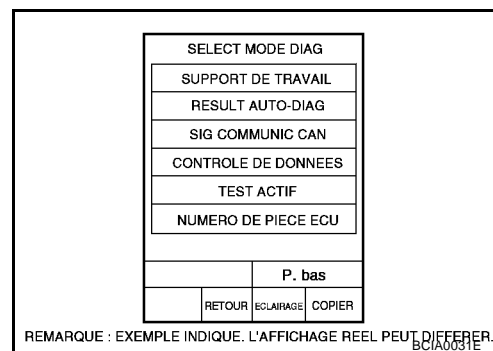 SELECT MODE DIAG
SUPPORT DE TRAVAIL
RESULT AUTO-DIAG
SIG COMMUNIC CAN
CONTROLE DE DONNEES
TEST ACTIF
NUMERO DE PIECE ECU
P. bas
RETOUR ECLAIRAGE COPIER
REMARQUE : EXEMPLE INDIQUE. L'AFFICHAGE REEL PEUT DIFFERER.
BCIA0031E